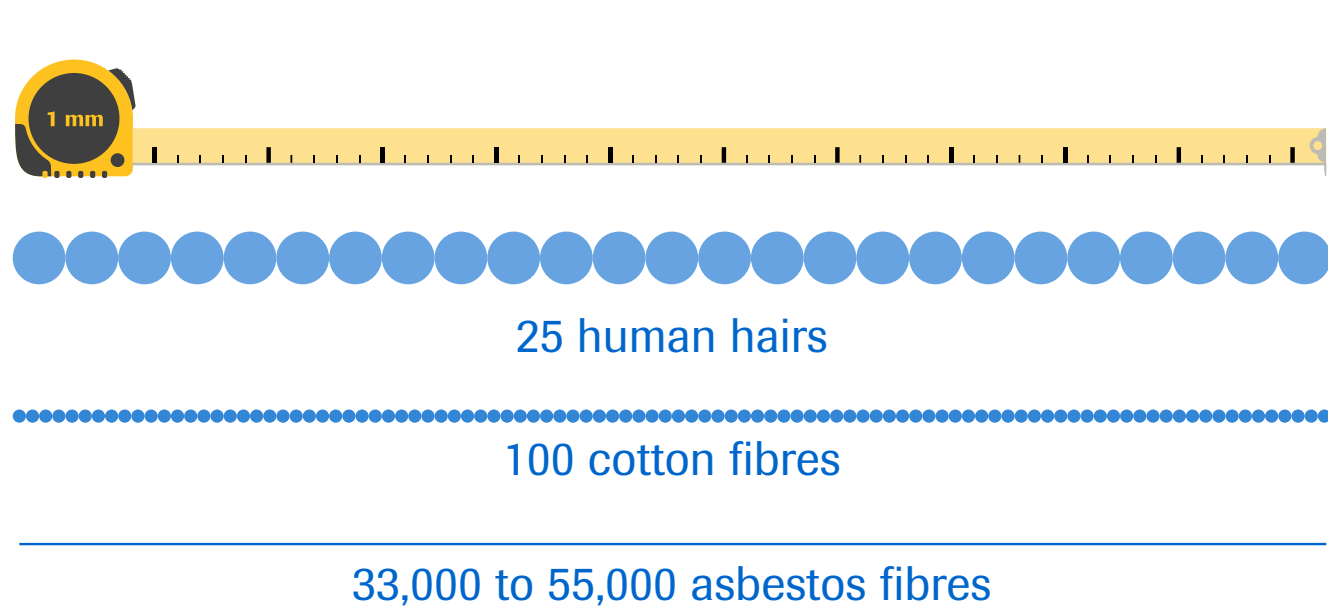 1 mm
25 human hairs
100 cotton fibres
33,000 to 55,000 asbestos fibres